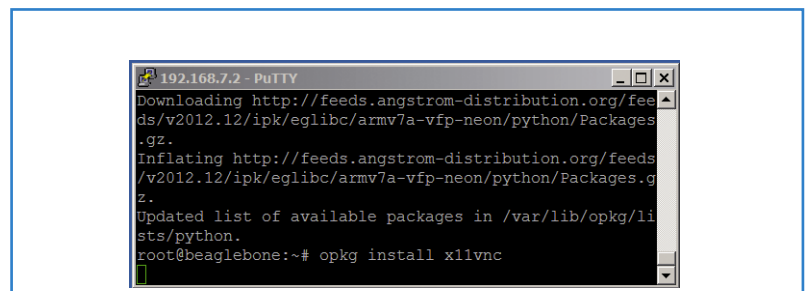 192.168.7.2 - PuTTY
Downloading http://feeds.angstrom-distribution.org/fee
ds/v2012.12/ipk/eglibc/armv7a-vfp-neon/python/Packages
.gz.
Inflating http://feeds.angstrom-distribution.org/feeds
/v2012.12/ipk/eglibc/armv7a-vfp-neon/python/Packages.g
z.
Updated list of available packages in /var/lib/opkg/li
sts/python.
root@beaglebone:~# opkg install x11vnc